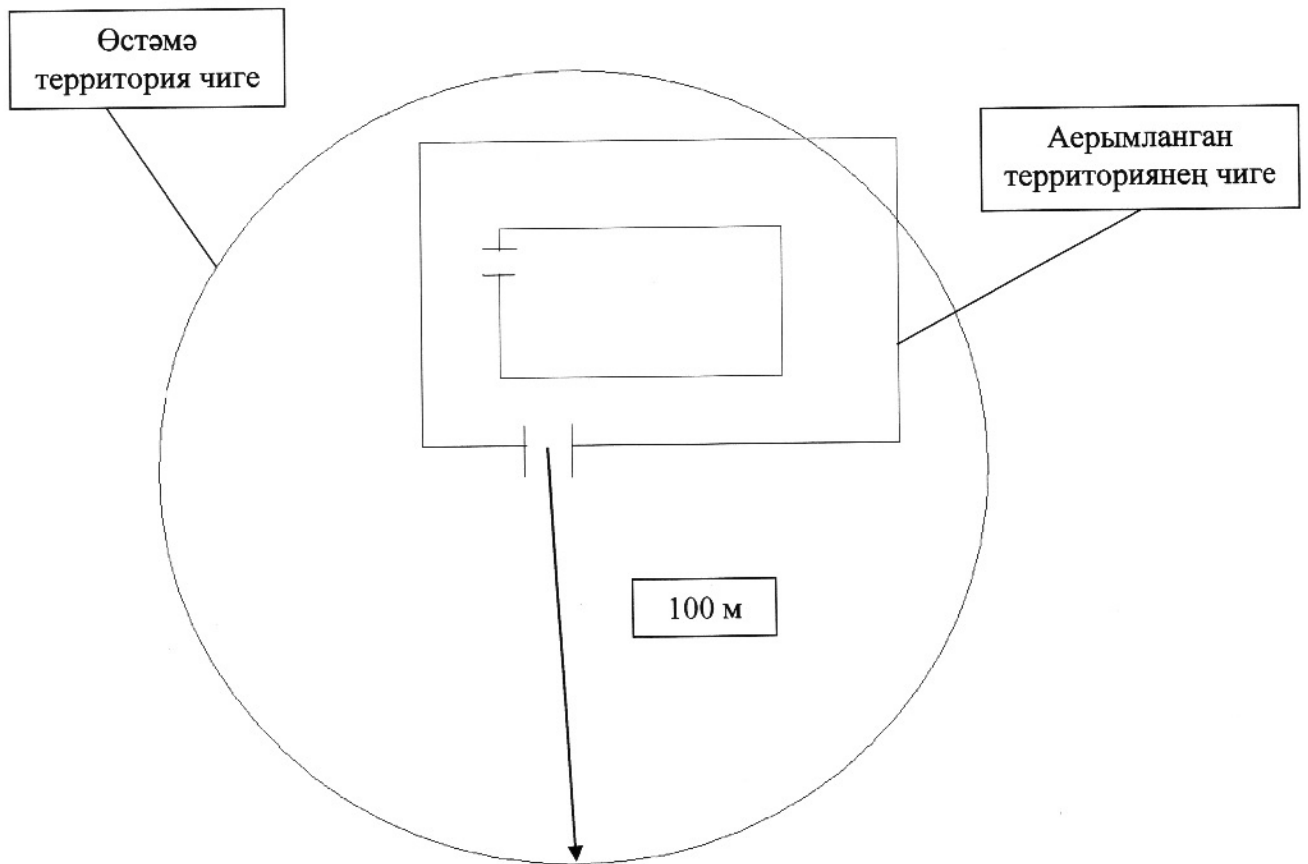 Өстәмә
территория чиге
Аерымланган
территориянең чиге
100 м